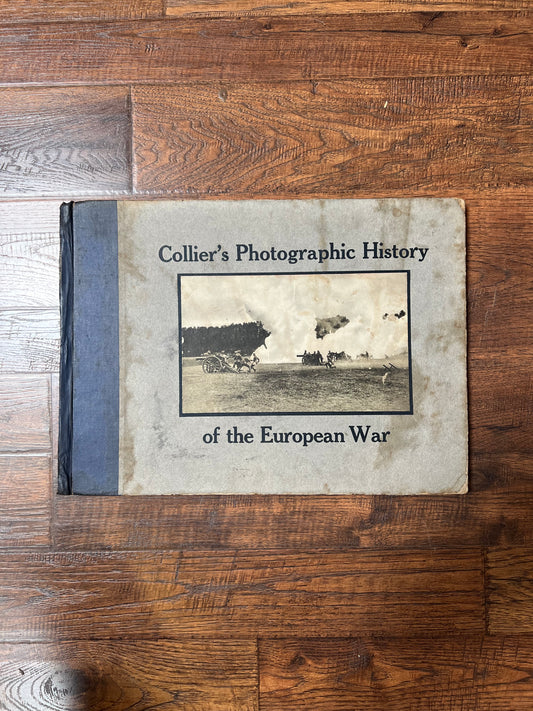 Collier's Photographic History
of the European War